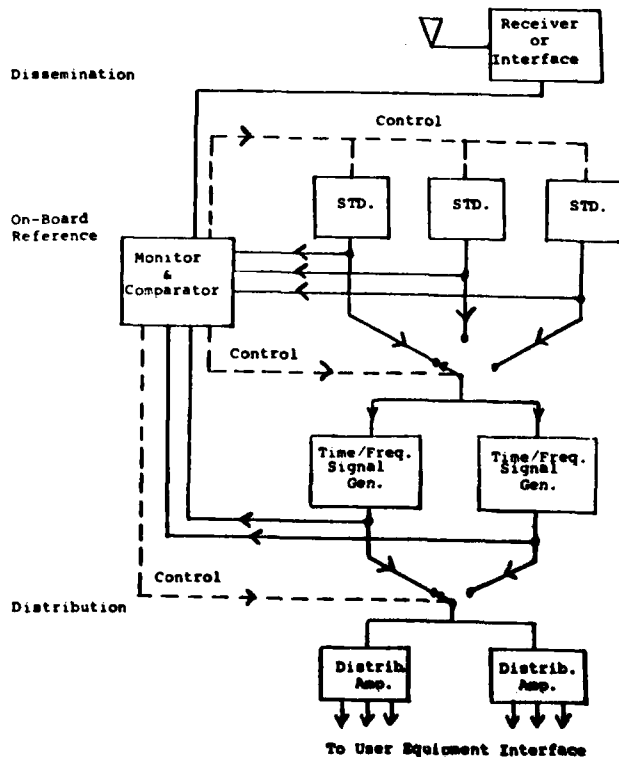 Receiver
or
Interface
Dissemination
Control
STD.
STD.
STD.
On-Board
Reference
Monitor
&
Comparator
Control
Time/Freq.
Signal
Gen.
Time/Freq.
Signal
Gen.
Control
Distribution
Distrib.
Amp.
Distrib.
Amp.
To User Equipment Interface